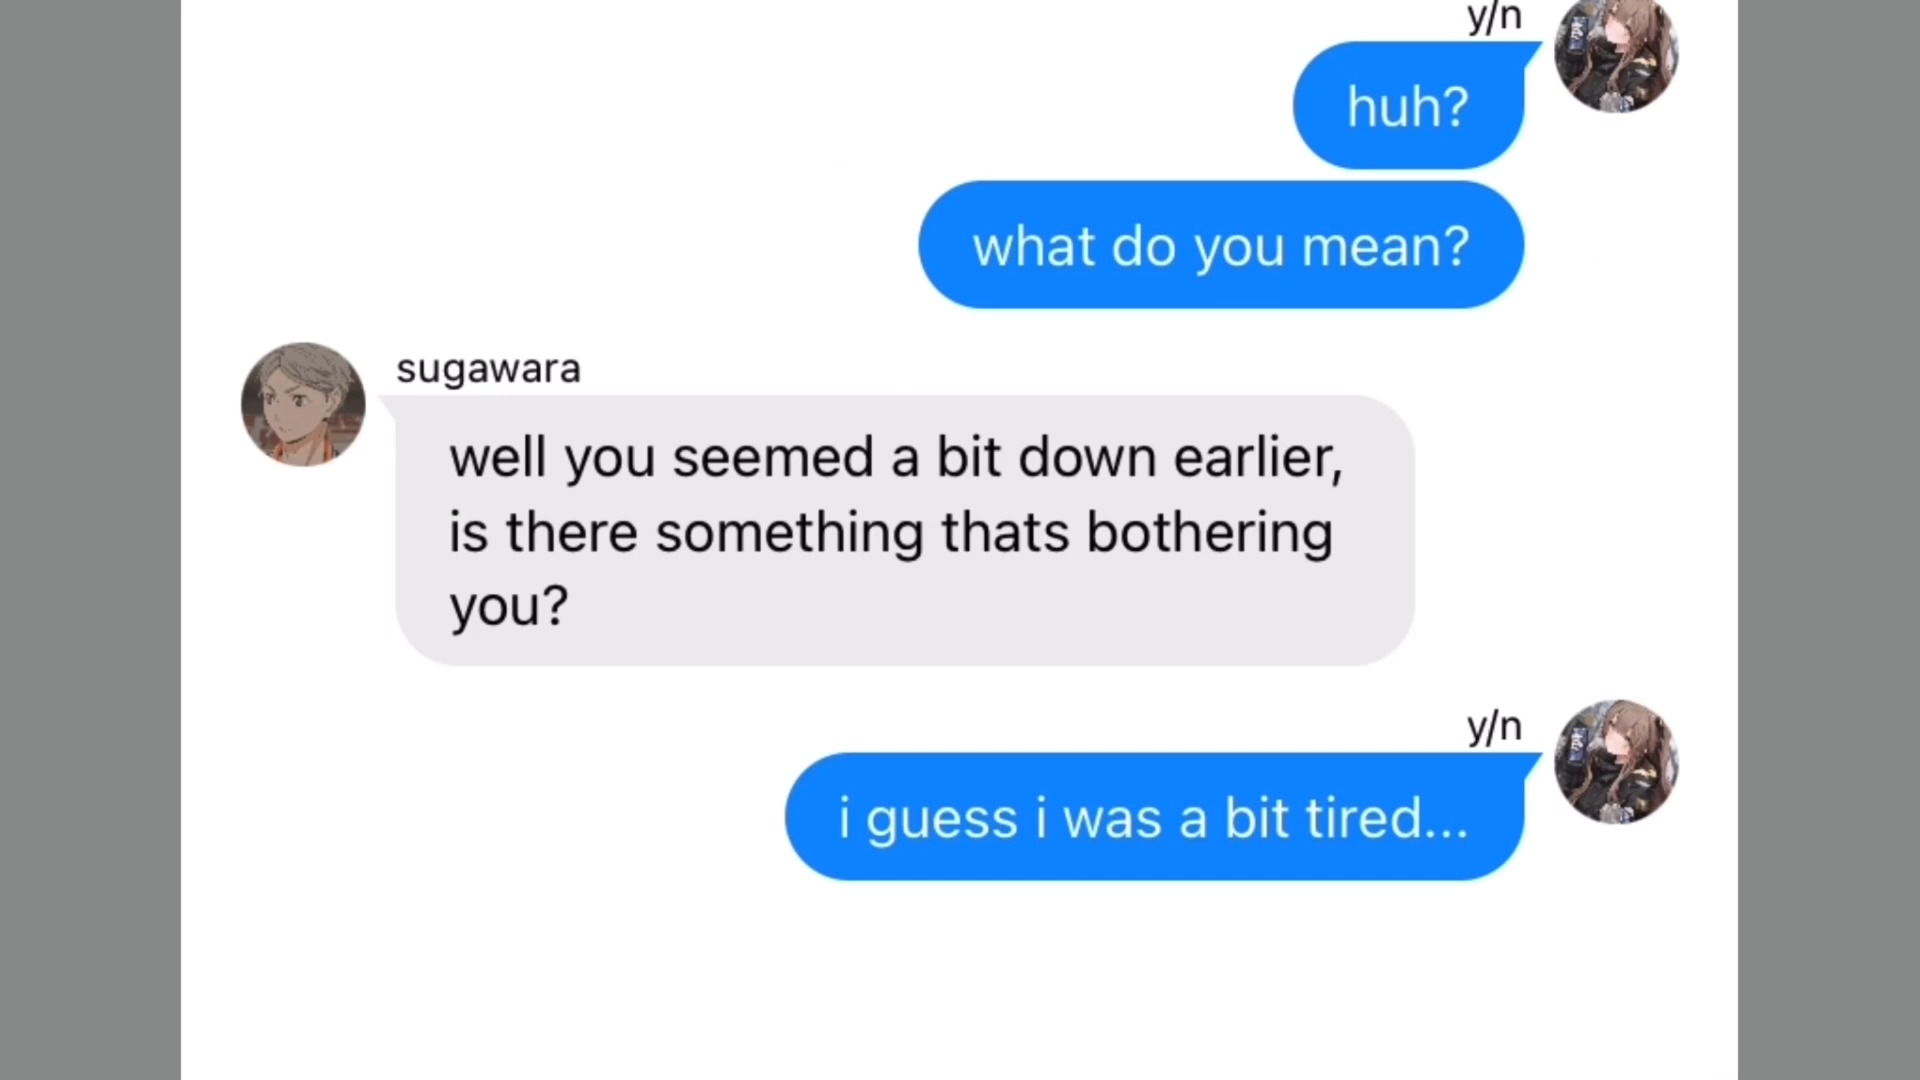 y/n
huh?
what do you mean?
sugawara
well you seemed a bit down earlier,
is there something thats bothering
you?
y/n
i guess i was a bit tired...